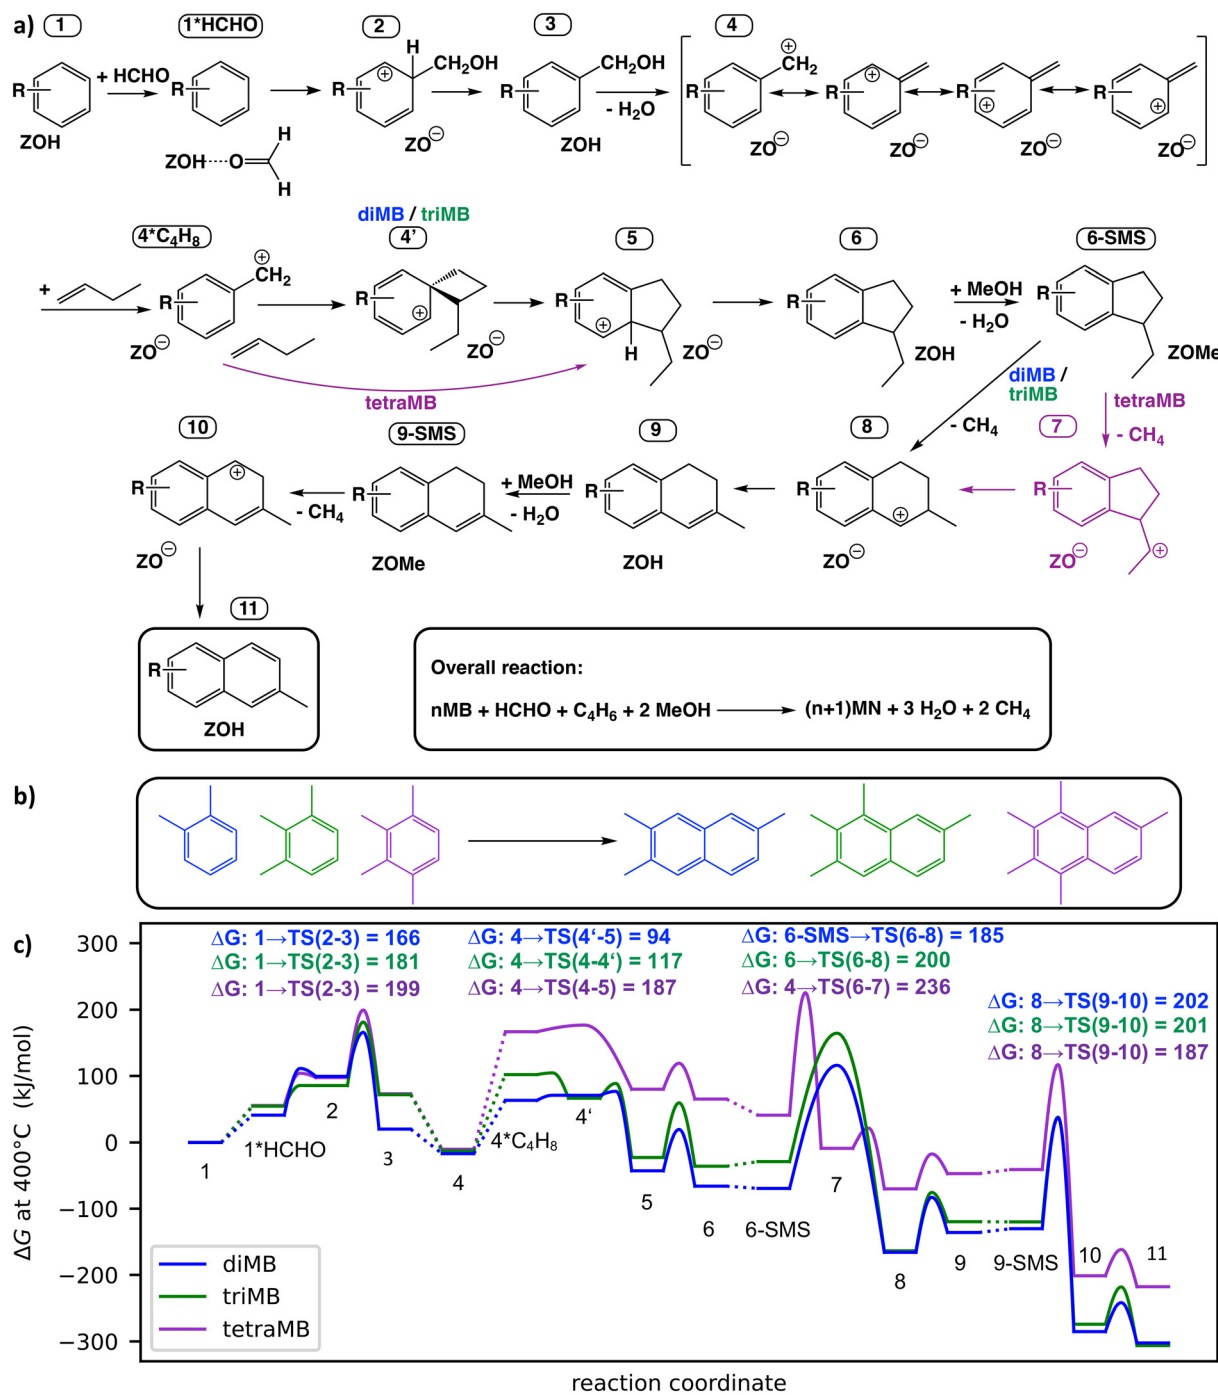 a)
1
1*HCHO
2
3
4
R
+ HCHO
R
R
⊕
H
CH₂OH
R
CH₂OH
- H₂O
R
⊕
CH₂
R
⊕
R
⊕
R
⊕
ZOH
ZOH
O
H
H
ZO⊖
ZOH
ZO⊖
ZO⊖
ZO⊖
ZO⊖
diMB / triMB
4*C₄H₈
4'
5
6
6-SMS
+
R
⊕
CH₂
R
⊕
R
⊕
H
R
+ MeOH
- H₂O
R
ZO⊖
ZO⊖
ZO⊖
ZOH
ZOMe
tetraMB
diMB /
triMB
tetraMB
- CH₄
- CH₄
10
9-SMS
9
8
7
R
⊕
- CH₄
R
+ MeOH
- H₂O
R
R
⊕
R
⊕
ZO⊖
ZOMe
ZOH
ZO⊖
ZO⊖
11
R
ZOH
Overall reaction:
nMB + HCHO + C₄H₆ + 2 MeOH → (n+1)MN + 3 H₂O + 2 CH₄
b)
c)
ΔG: 1→TS(2-3) = 166
ΔG: 1→TS(2-3) = 181
ΔG: 1→TS(2-3) = 199
ΔG: 4→TS(4‘-5) = 94
ΔG: 4→TS(4-4‘) = 117
ΔG: 4→TS(4-5) = 187
ΔG: 6-SMS→TS(6-8) = 185
ΔG: 6→TS(6-8) = 200
ΔG: 4→TS(6-7) = 236
ΔG: 8→TS(9-10) = 202
ΔG: 8→TS(9-10) = 201
ΔG: 8→TS(9-10) = 187
ΔG at 400°C (kJ/mol)
300
200
100
0
−100
−200
−300
1
1*HCHO
2
3
4
4*C₄H₈
4‘
5
6
6-SMS
7
8
9
9-SMS
10
11
diMB
triMB
tetraMB
reaction coordinate